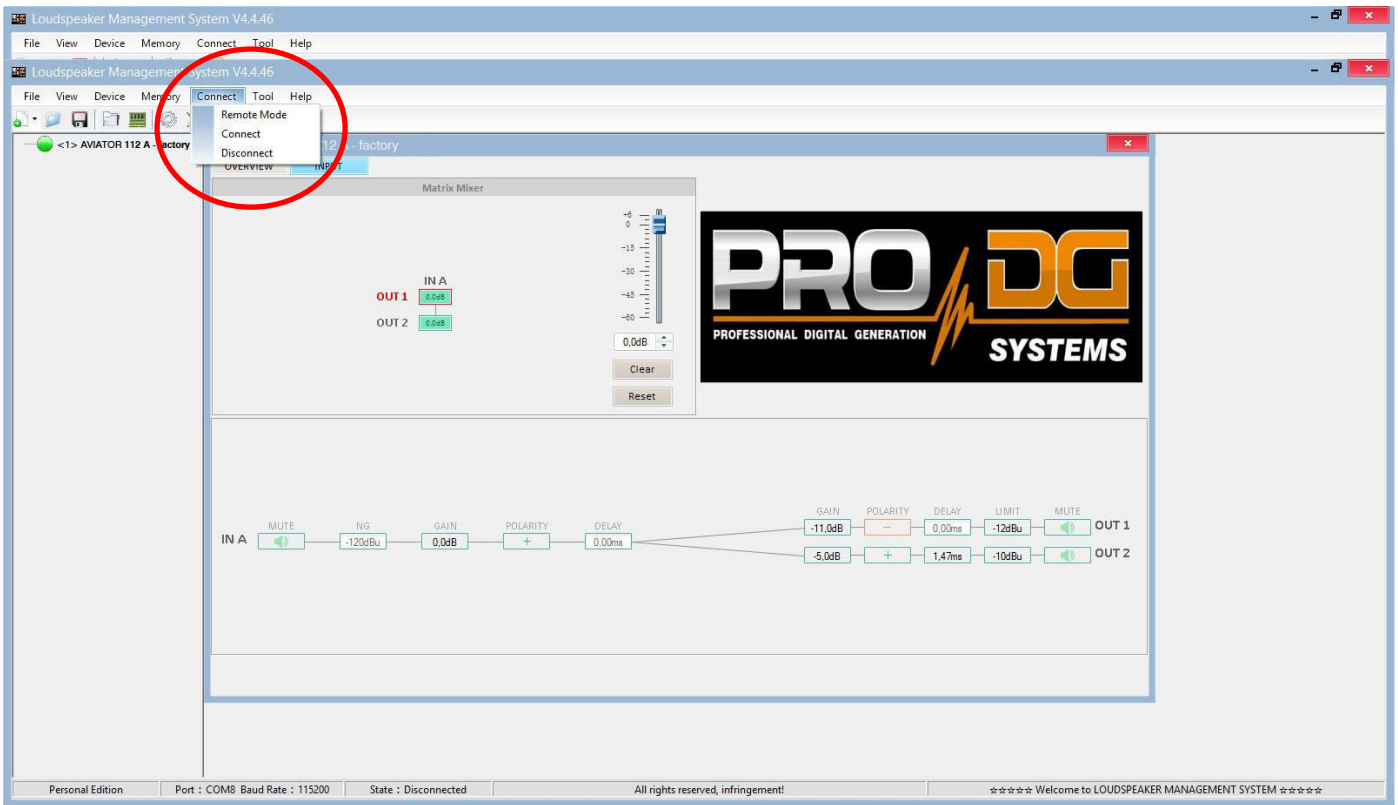 Loudspeaker Management System V4.4.46
File View Device Memory Connect Tool Help
Loudspeaker Management System V4.4.46
File View Device Memory Connect Tool Help
Remote Mode
Connect
Disconnect
<1> AVIATOR 112 A - factory
12 A - factory
OVERVIEW INPUT
Matrix Mixer
+6
0
-15
-30
-45
-60
IN A
OUT 1 0,0dB
OUT 2 0,0dB
0,0dB
Clear
Reset
PRO DG
PROFESSIONAL DIGITAL GENERATION
SYSTEMS
GAIN POLARITY DELAY LIMIT MUTE
-11,0dB − 0,00ms -12dBu OUT 1
MUTE NG GAIN POLARITY DELAY
IN A -120dBu 0,0dB + 0,00ms
-5,0dB + 1,47ms -10dBu OUT 2
Personal Edition Port : COM8 Baud Rate : 115200 State : Disconnected All rights reserved, infringement! ☆☆☆☆☆ Welcome to LOUDSPEAKER MANAGEMENT SYSTEM ☆☆☆☆☆